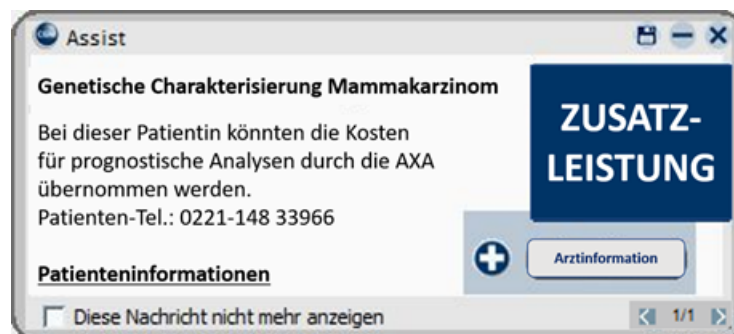 Assist
Genetische Charakterisierung Mammakarzinom
Bei dieser Patientin könnten die Kosten
für prognostische Analysen durch die AXA
übernommen werden.
Patienten-Tel.: 0221-148 33966
Patienteninformationen
ZUSATZ-
LEISTUNG
Arztinformation
Diese Nachricht nicht mehr anzeigen
1/1